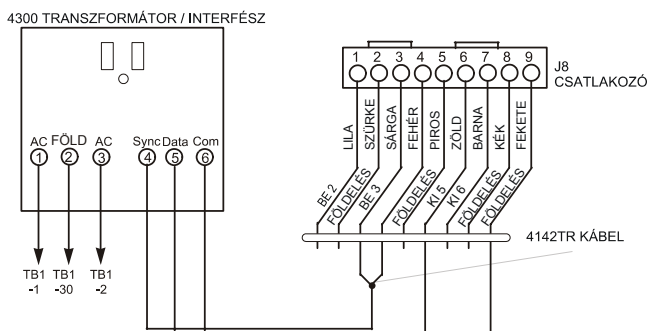 4300 TRANSZFORMÁTOR / INTERFÉSZ
AC FÖLD AC Sync Data Com
1 2 3 4 5 6
TB1 TB1 TB1
-1 -30 -2
1 2 3 4 5 6 7 8 9
J8
CSATLAKOZÓ
LILA
SZÜRKE
SÁRGA
FEHÉR
PIROS
ZÖLD
BARNA
KÉK
FEKETE
BE 2
FÖLDELÉS
BE 3
FÖLDELÉS
KI 5
KI 6
FÖLDELÉS
FÖLDELÉS
4142TR KÁBEL